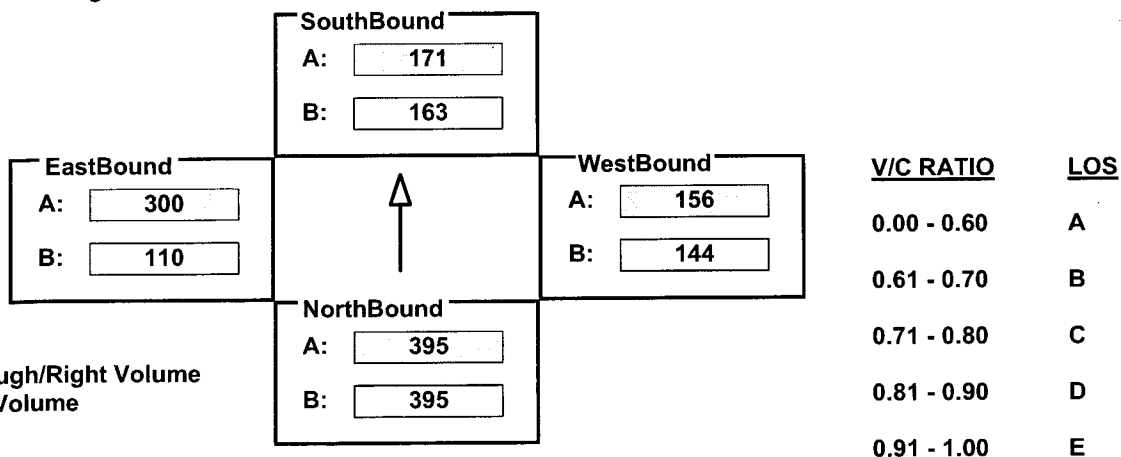 SouthBound
A: 171
B: 163
EastBound
A: 300
B: 110
WestBound
A: 156
B: 144
NorthBound
A: 395
B: 395
/Right Volume
Volume
V/C RATIO LOS
0.00 - 0.60 A
0.61 - 0.70 B
0.71 - 0.80 C
0.81 - 0.90 D
0.91 - 1.00 E